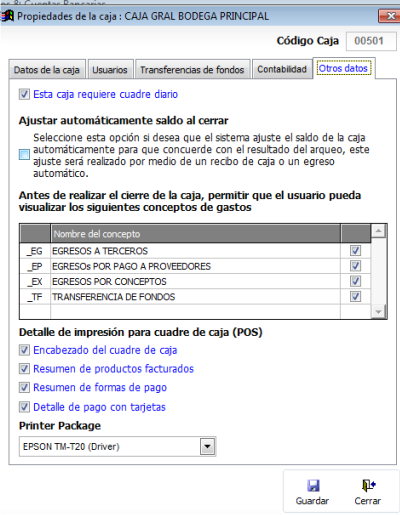 Propiedades de la caja : CAJA GRAL BODEGA PRINCIPAL
Código Caja 00501
Datos de la caja Usuarios Transferencias de fondos Contabilidad Otros datos
Esta caja requiere cuadre diario
Ajustar automáticamente saldo al cerrar
Seleccione esta opción si desea que el sistema ajuste el saldo de la caja
automáticamente para que concuerde con el resultado del arqueo, este
ajuste será realizado por medio de un recibo de caja o un egreso
automático.
Antes de realizar el cierre de la caja, permitir que el usuario pueda
visualizar los siguientes conceptos de gastos
Nombre del concepto
_EG EGRESOS A TERCEROS
_EP EGRESOs POR PAGO A PROVEEDORES
_EX EGRESOS POR CONCEPTOS
_TF TRANSFERENCIA DE FONDOS
Detalle de impresión para cuadre de caja (POS)
Encabezado del cuadre de caja
Resumen de productos facturados
Resumen de formas de pago
Detalle de pago con tarjetas
Printer Package
EPSON TM-T20 (Driver)
Guardar Cerrar